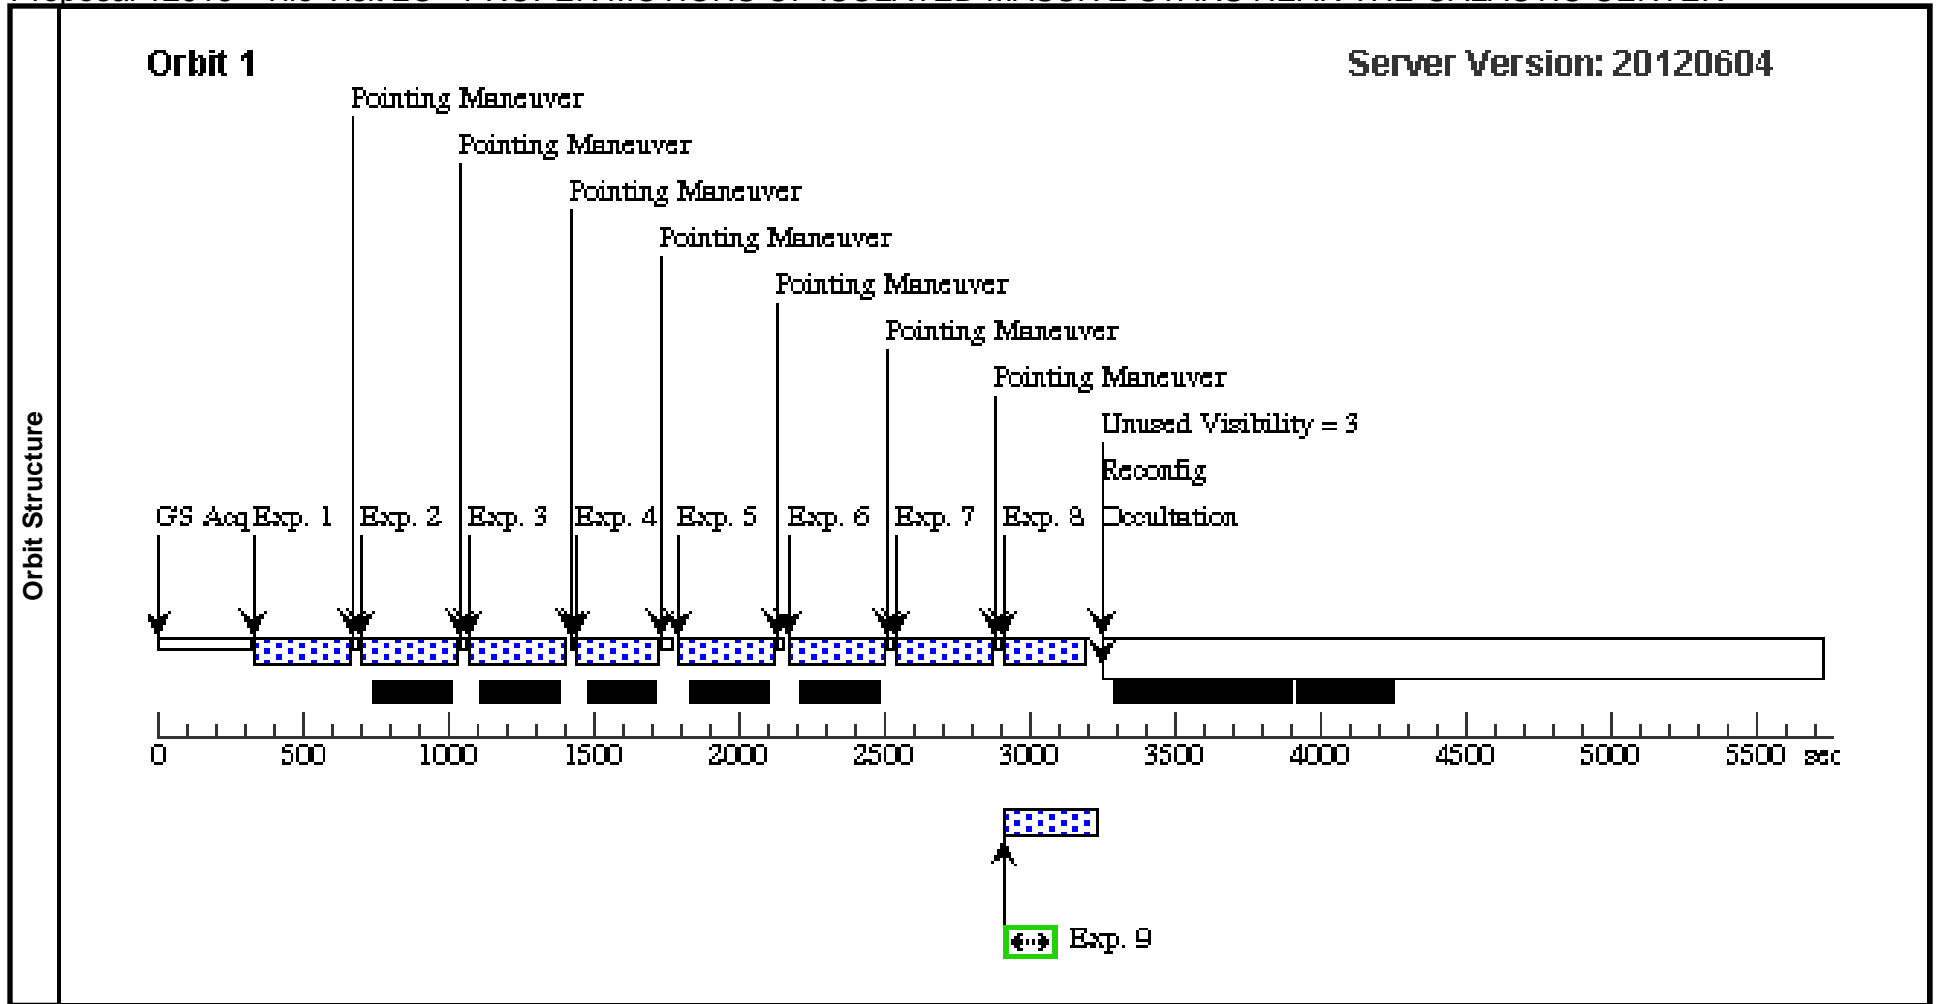 Orbit 1
Server Version: 20120604
Pointing Maneuver
Pointing Maneuver
Pointing Maneuver
Pointing Maneuver
Pointing Maneuver
Pointing Maneuver
Pointing Maneuver
Unused Visibility = 3
Reconfig
GS Acq Exp. 1 Exp. 2 Exp. 3 Exp. 4 Exp. 5 Exp. 6 Exp. 7 Exp. 8 Occultation
Orbit Structure
0 500 1000 1500 2000 2500 3000 3500 4000 4500 5000 5500 sec
Exp. 9